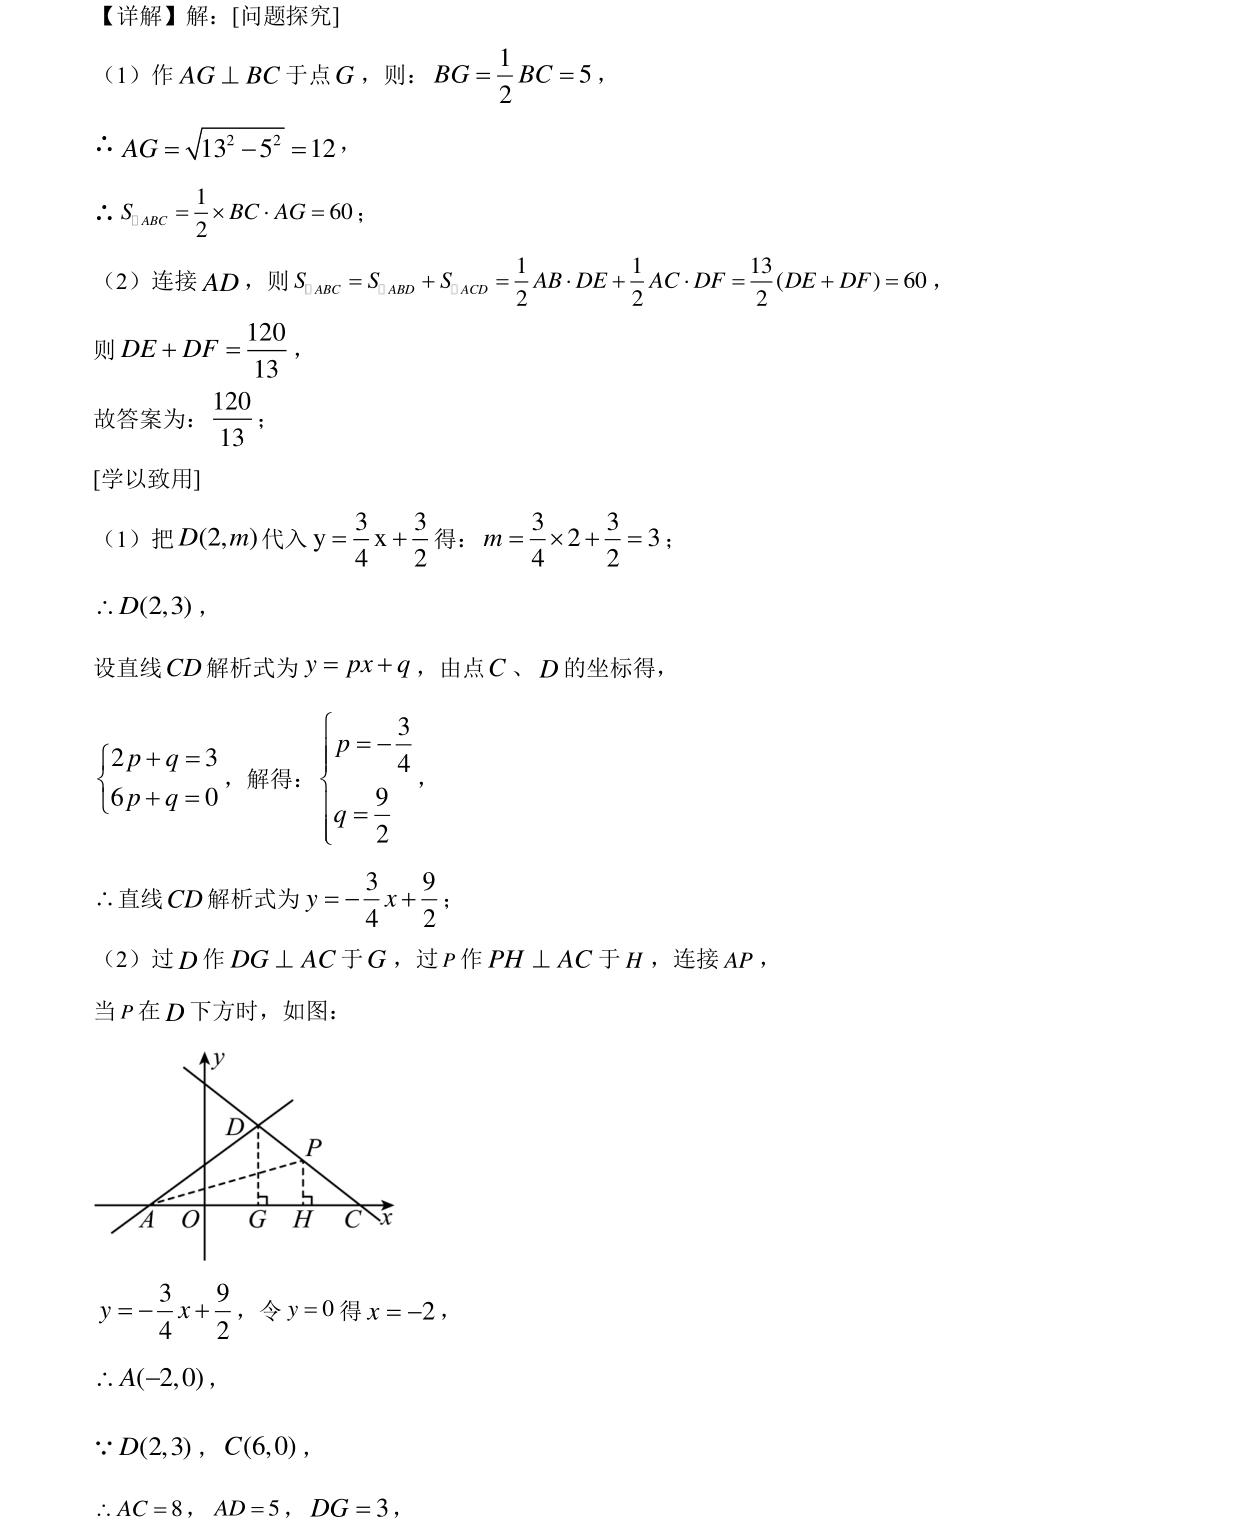 【详解】解：[问题探究]
（1）作 AG ⊥ BC 于点 G，则：BG = 1/2 BC = 5，
∴ AG = √(13² − 5²) = 12，
∴ S□ABC = 1/2 × BC · AG = 60；
（2）连接 AD，则 S□ABC = S□ABD + S□ACD = 1/2 AB · DE + 1/2 AC · DF = 13/2 (DE + DF) = 60，
则 DE + DF = 120/13，
故答案为：120/13；
[学以致用]
（1）把 D(2,m) 代入 y = 3/4 x + 3/2 得：m = 3/4 × 2 + 3/2 = 3；
∴ D(2,3)，
设直线 CD 解析式为 y = px + q，由点 C、D 的坐标得，
{2p + q = 3, 6p + q = 0，解得：{p = −3/4, q = 9/2，
∴ 直线 CD 解析式为 y = −3/4 x + 9/2；
（2）过 D 作 DG ⊥ AC 于 G，过 P 作 PH ⊥ AC 于 H，连接 AP，
当 P 在 D 下方时，如图：
y
D
P
A O G H C x
y = −3/4 x + 9/2，令 y = 0 得 x = −2，
∴ A(−2,0)，
∵ D(2,3)，C(6,0)，
∴ AC = 8，AD = 5，DG = 3，